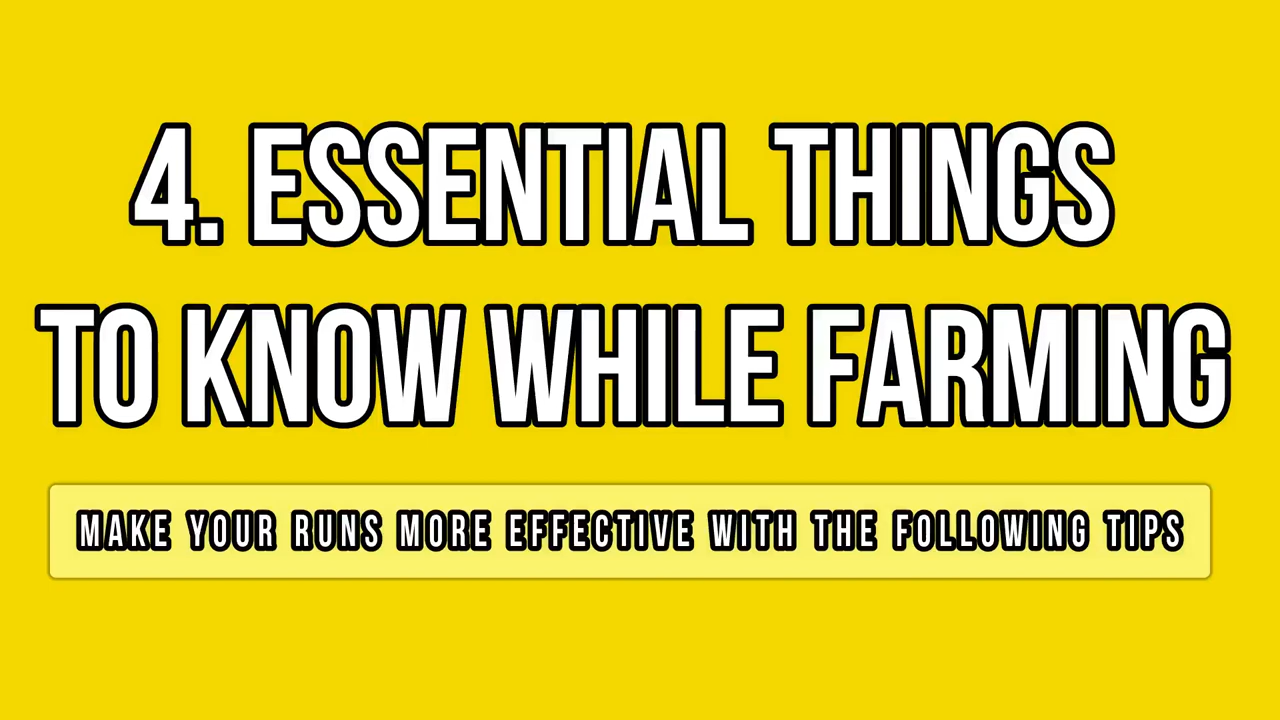 4. ESSENTIAL THINGS
TO KNOW WHILE FARMING
MAKE YOUR RUNS MORE EFFECTIVE WITH THE FOLLOWING TIPS